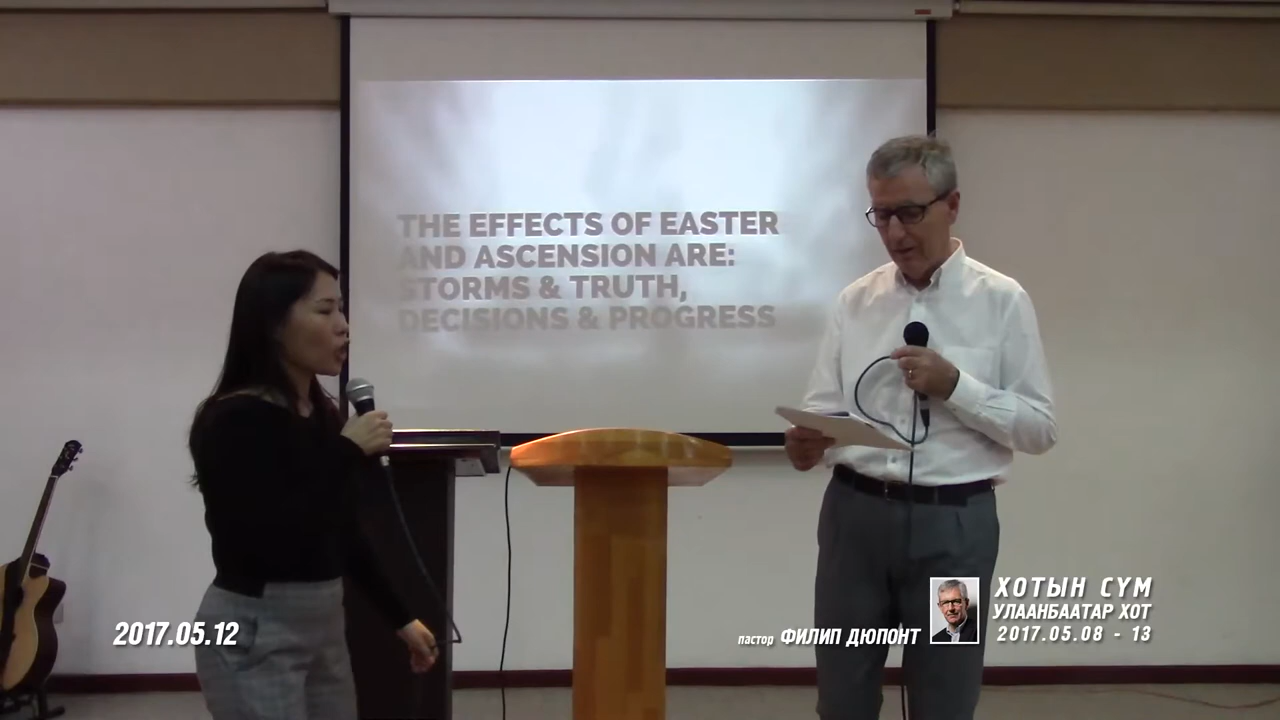 THE EFFECTS OF EASTER
AND ASCENSION ARE:
STORMS & TRUTH,
DECISIONS & PROGRESS
2017.05.12
пастор ФИЛИП ДЮПОНТ
ХОТЫН СҮМ
УЛААНБААТАР ХОТ
2017.05.08 - 13